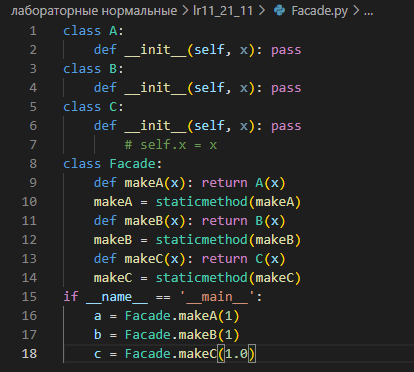 лабораторные нормальные > lr11_21_11 > Facade.py > ...
1 class A:
2     def __init__(self, x): pass
3 class B:
4     def __init__(self, x): pass
5 class C:
6     def __init__(self, x): pass
7         # self.x = x
8 class Facade:
9     def makeA(x): return A(x)
10     makeA = staticmethod(makeA)
11     def makeB(x): return B(x)
12     makeB = staticmethod(makeB)
13     def makeC(x): return C(x)
14     makeC = staticmethod(makeC)
15 if __name__ == '__main__':
16     a = Facade.makeA(1)
17     b = Facade.makeB(1)
18     c = Facade.makeC(1.0)